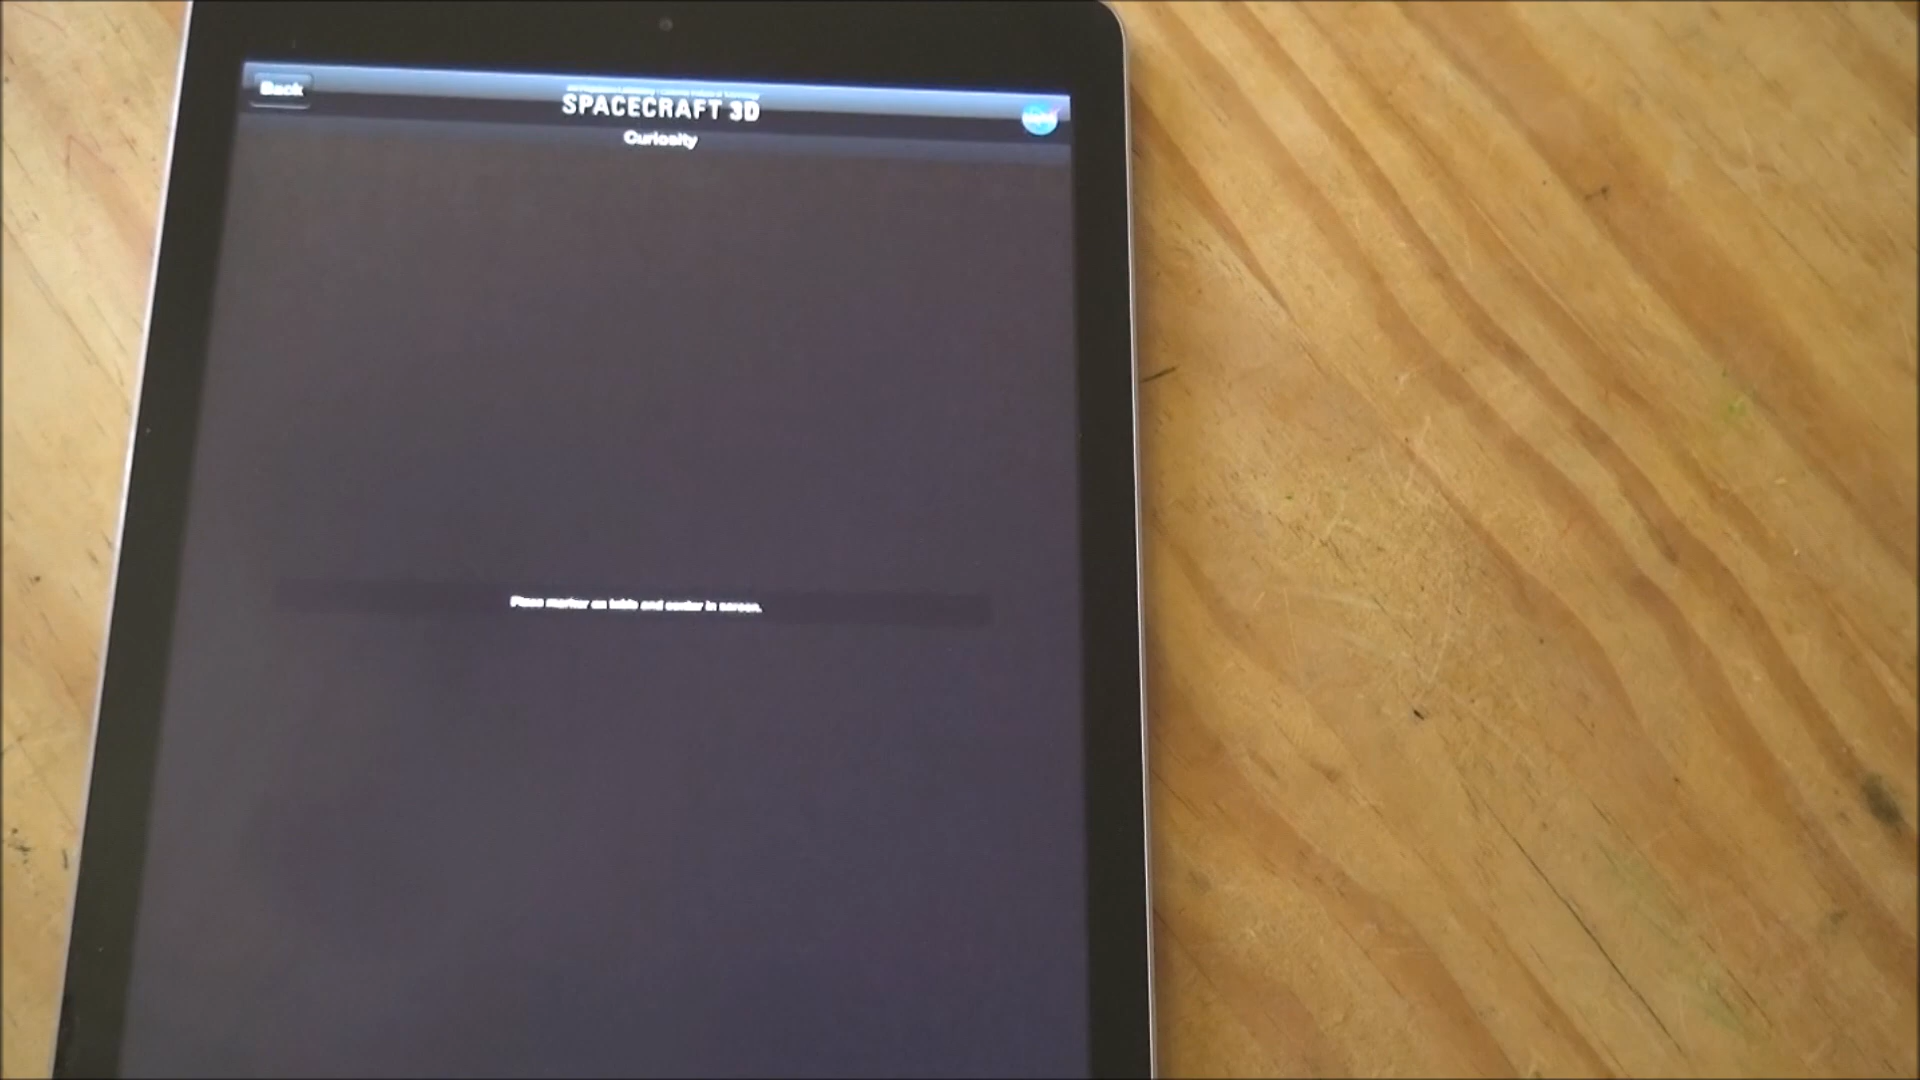 Back
SPACECRAFT 3D
Curiosity
Place marker on table and center in screen.